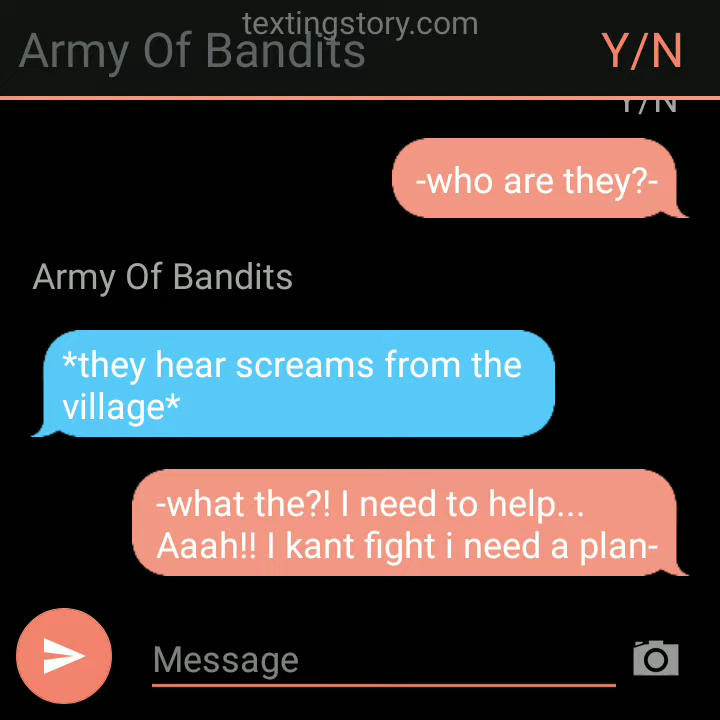 textingstory.com
Army Of Bandits
Y/N
Y/N
-who are they?-
Army Of Bandits
*they hear screams from the
village*
-what the?! I need to help...
Aaah!! I kant fight i need a plan-
Message